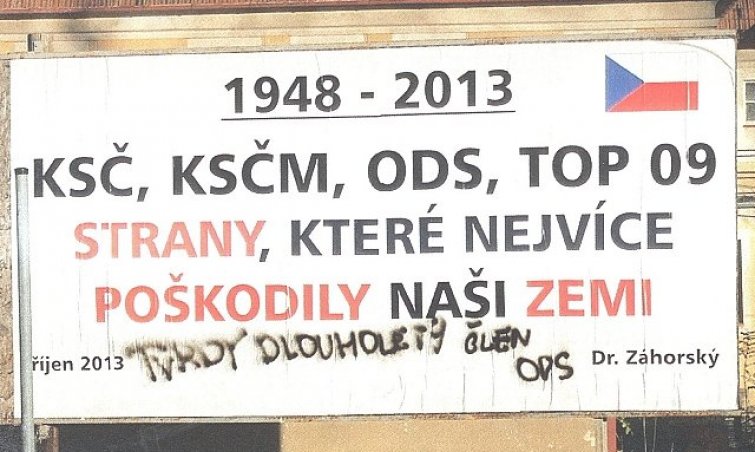 1948 - 2013
KSČ, KSČM, ODS, TOP 09
STRANY, KTERÉ NEJVÍCE
POŠKODILY NAŠI ZEMI
říjen 2013 TVRDÝ DLOUHOLETÝ ČLEN
ODS Dr. Záhorský